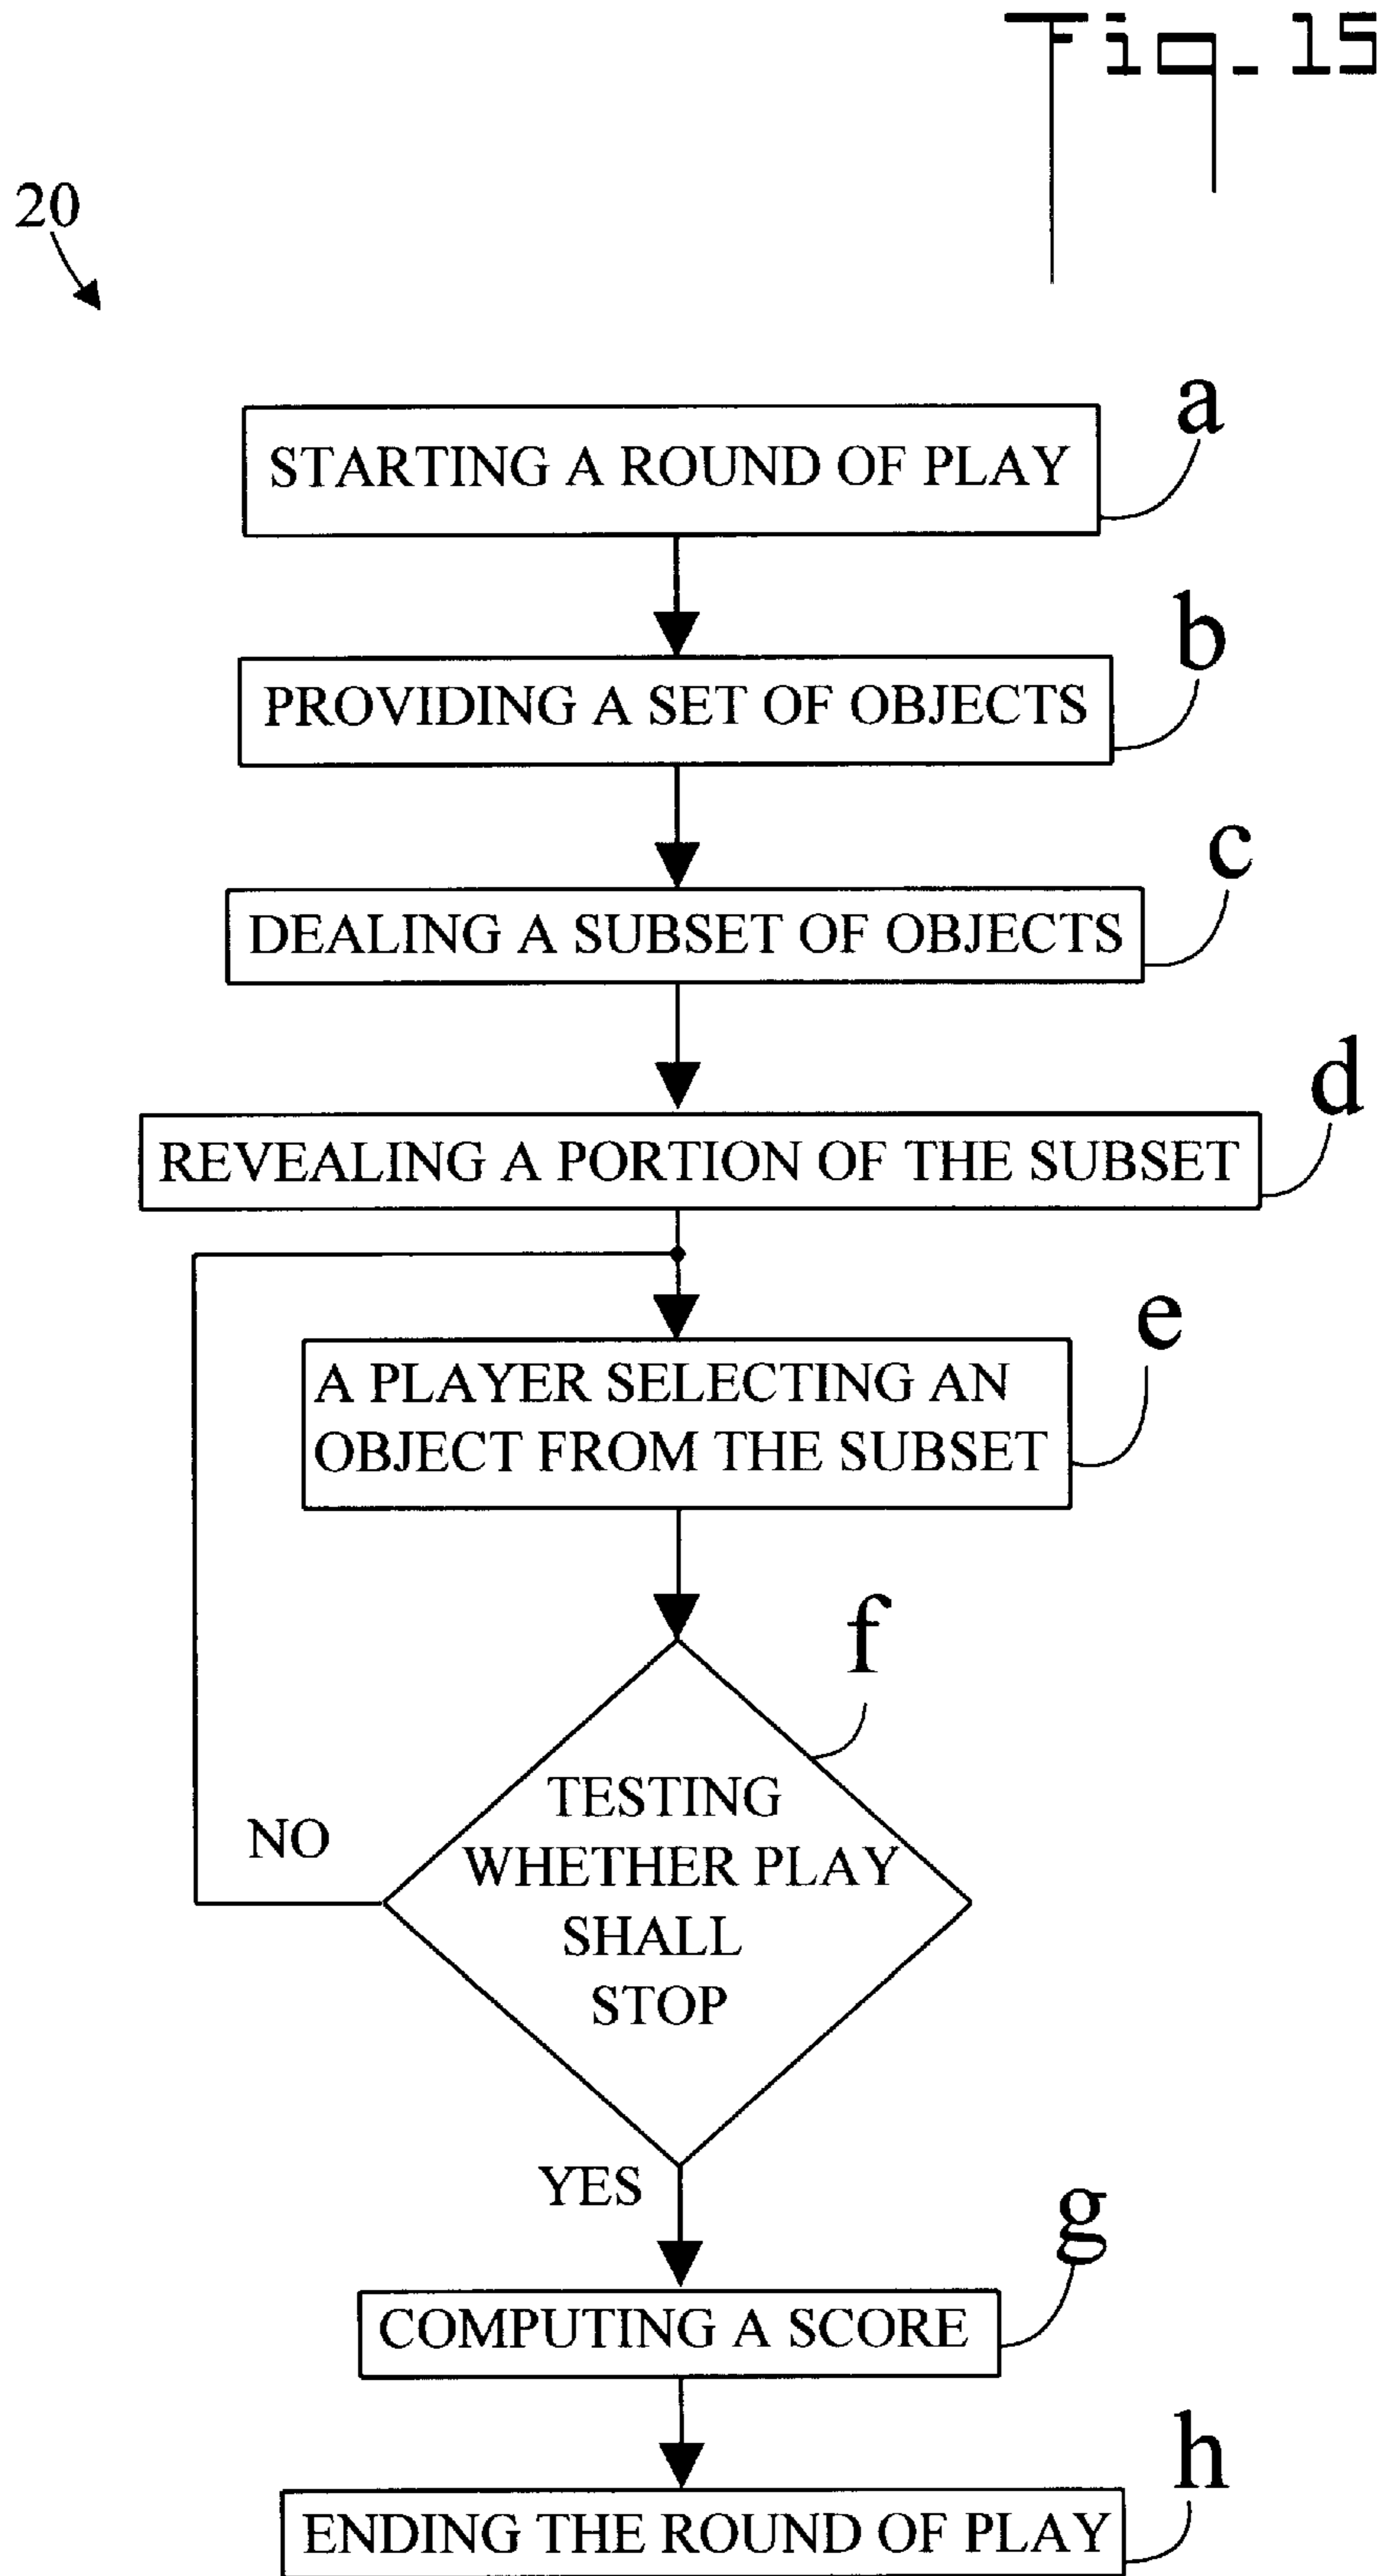 Fig. 15
20
a
STARTING A ROUND OF PLAY
b
PROVIDING A SET OF OBJECTS
c
DEALING A SUBSET OF OBJECTS
d
REVEALING A PORTION OF THE SUBSET
e
A PLAYER SELECTING AN
OBJECT FROM THE SUBSET
f
TESTING
WHETHER PLAY
SHALL
STOP
NO
YES
g
COMPUTING A SCORE
h
ENDING THE ROUND OF PLAY